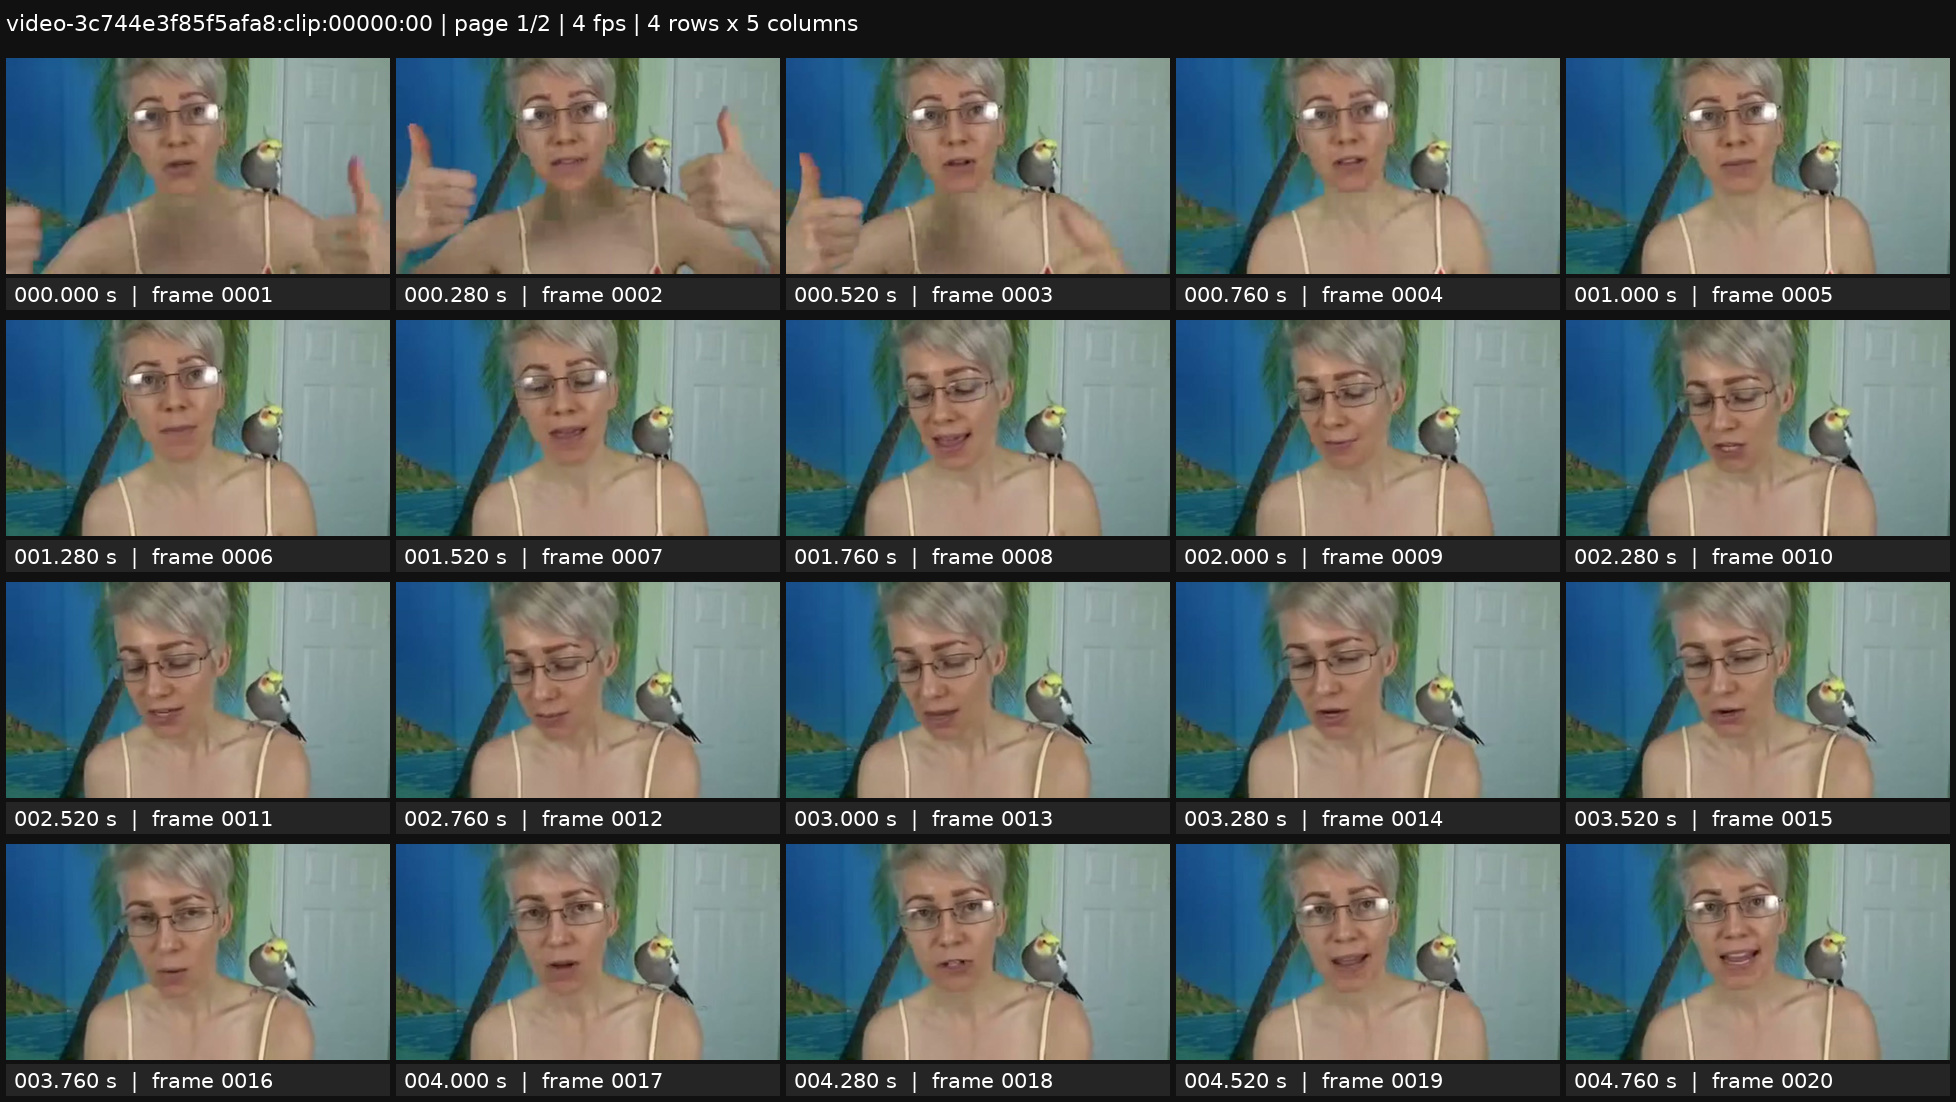 video-3c744e3f85f5afa8:clip:00000:00 | page 1/2 | 4 fps | 4 rows x 5 columns
000.000 s | frame 0001
000.280 s | frame 0002
000.520 s | frame 0003
000.760 s | frame 0004
001.000 s | frame 0005
001.280 s | frame 0006
001.520 s | frame 0007
001.760 s | frame 0008
002.000 s | frame 0009
002.280 s | frame 0010
002.520 s | frame 0011
002.760 s | frame 0012
003.000 s | frame 0013
003.280 s | frame 0014
003.520 s | frame 0015
003.760 s | frame 0016
004.000 s | frame 0017
004.280 s | frame 0018
004.520 s | frame 0019
004.760 s | frame 0020